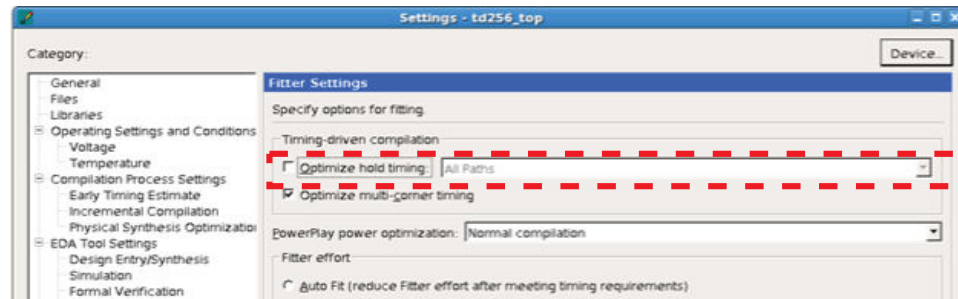 Settings - td256_top
Category:
Device...
General
Files
Libraries
Operating Settings and Conditions
Voltage
Temperature
Compilation Process Settings
Early Timing Estimate
Incremental Compilation
Physical Synthesis Optimization
EDA Tool Settings
Design Entry/Synthesis
Simulation
Formal Verification
Fitter Settings
Specify options for fitting.
Timing-driven compilation
Optimize hold timing: All Paths
Optimize multi-corner timing
PowerPlay power optimization: Normal compilation
Fitter effort
Auto Fit (reduce Fitter effort after meeting timing requirements)